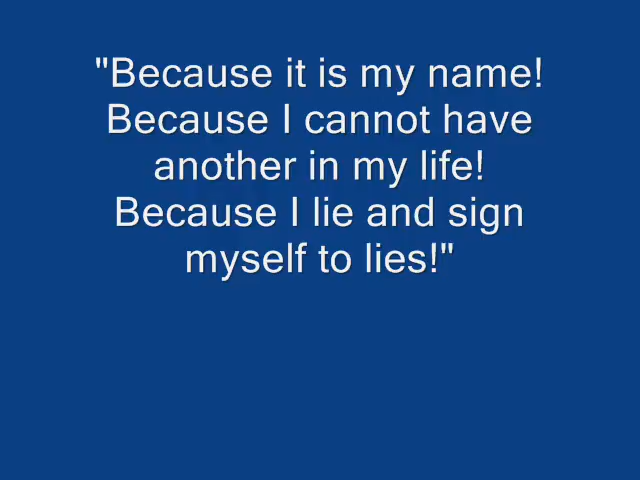 "Because it is my name!
Because I cannot have
another in my life!
Because I lie and sign
myself to lies!"